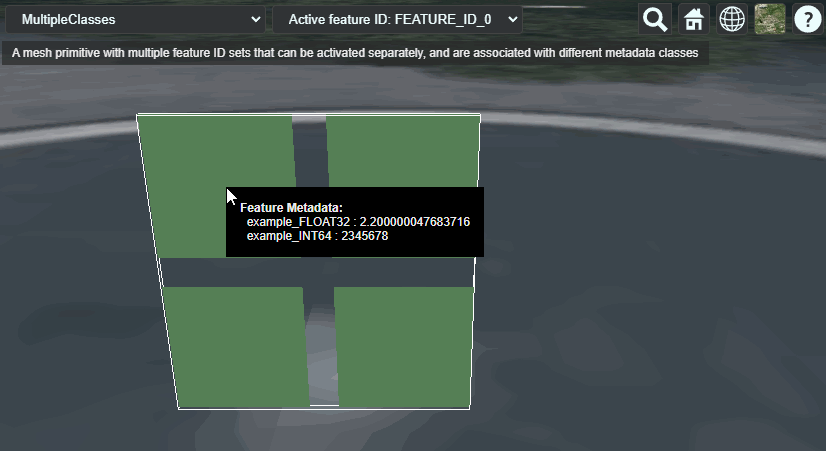 MultipleClasses
Active feature ID: FEATURE_ID_0
?
A mesh primitive with multiple feature ID sets that can be activated separately, and are associated with different metadata classes
Feature Metadata:
example_FLOAT32 : 2.200000047683716
example_INT64 : 2345678